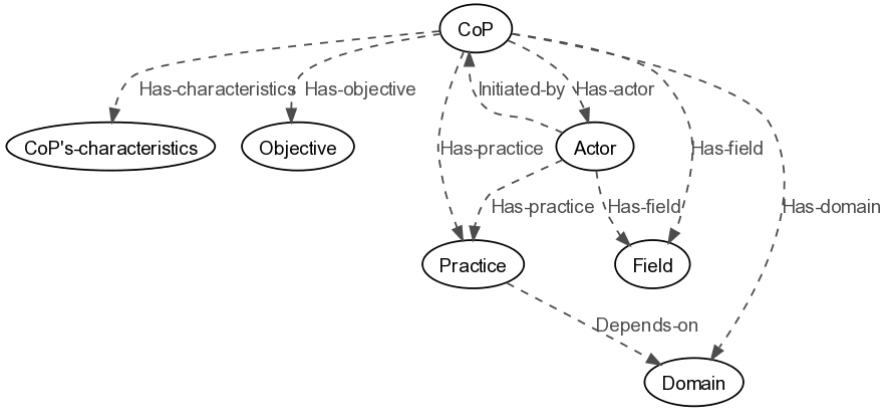 CoP
Has-characteristics
Has-objective
Initiated-by
Has-actor
CoP's-characteristics
Objective
Has-practice
Actor
Has-field
Has-practice
Has-field
Has-domain
Practice
Field
Depends-on
Domain